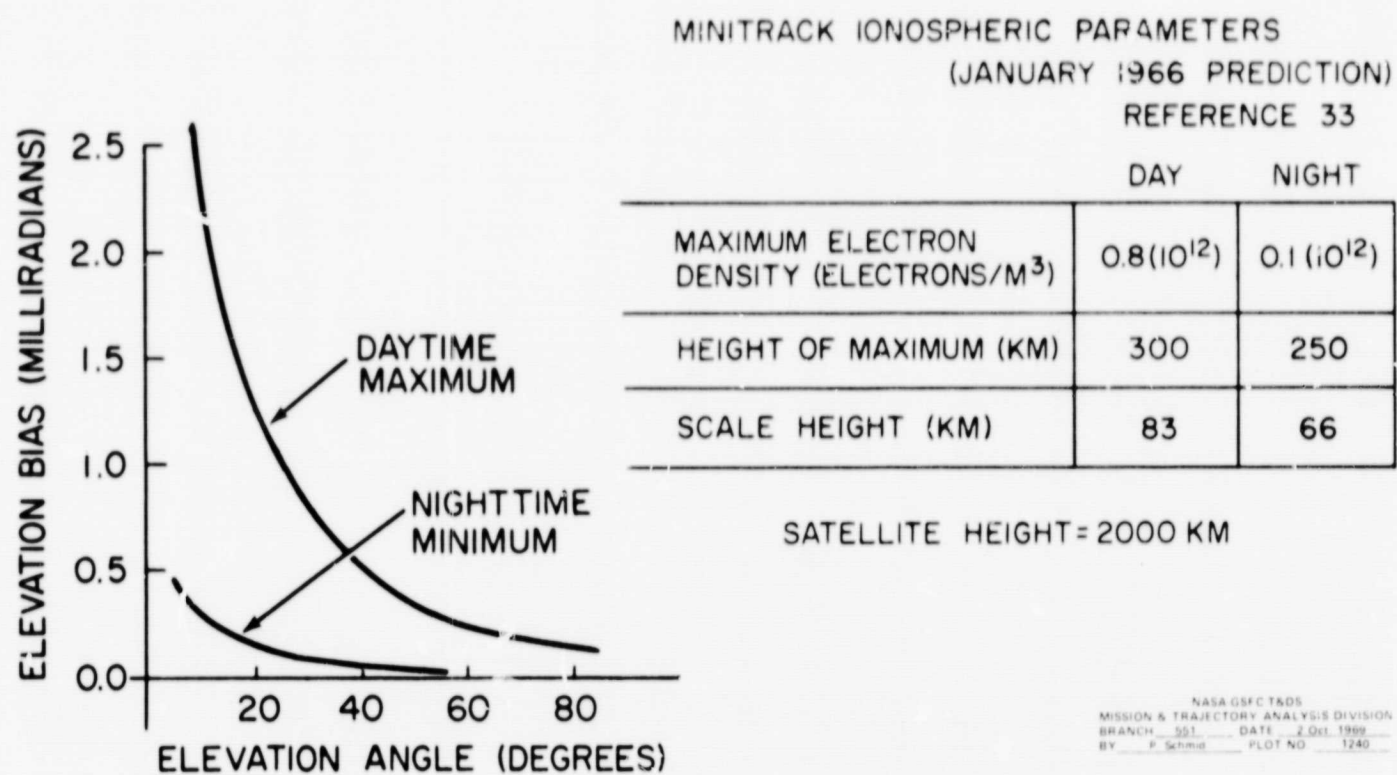 MINITRACK IONOSPHERIC PARAMETERS
(JANUARY 1966 PREDICTION)
REFERENCE 33
DAY NIGHT
MAXIMUM ELECTRON
DENSITY (ELECTRONS/M³) 0.8(10¹²) 0.1(10¹²)
HEIGHT OF MAXIMUM (KM) 300 250
SCALE HEIGHT (KM) 83 66
SATELLITE HEIGHT = 2000 KM
ELEVATION BIAS (MILLIRADIANS)
2.5
2.0
1.5
1.0
0.5
0.0
DAYTIME
MAXIMUM
NIGHTTIME
MINIMUM
20 40 60 80
ELEVATION ANGLE (DEGREES)
NASA GSFC T&DS
MISSION & TRAJECTORY ANALYSIS DIVISION
BRANCH 551 DATE 2 Oct. 1969
BY P. Schmid PLOT NO 1240